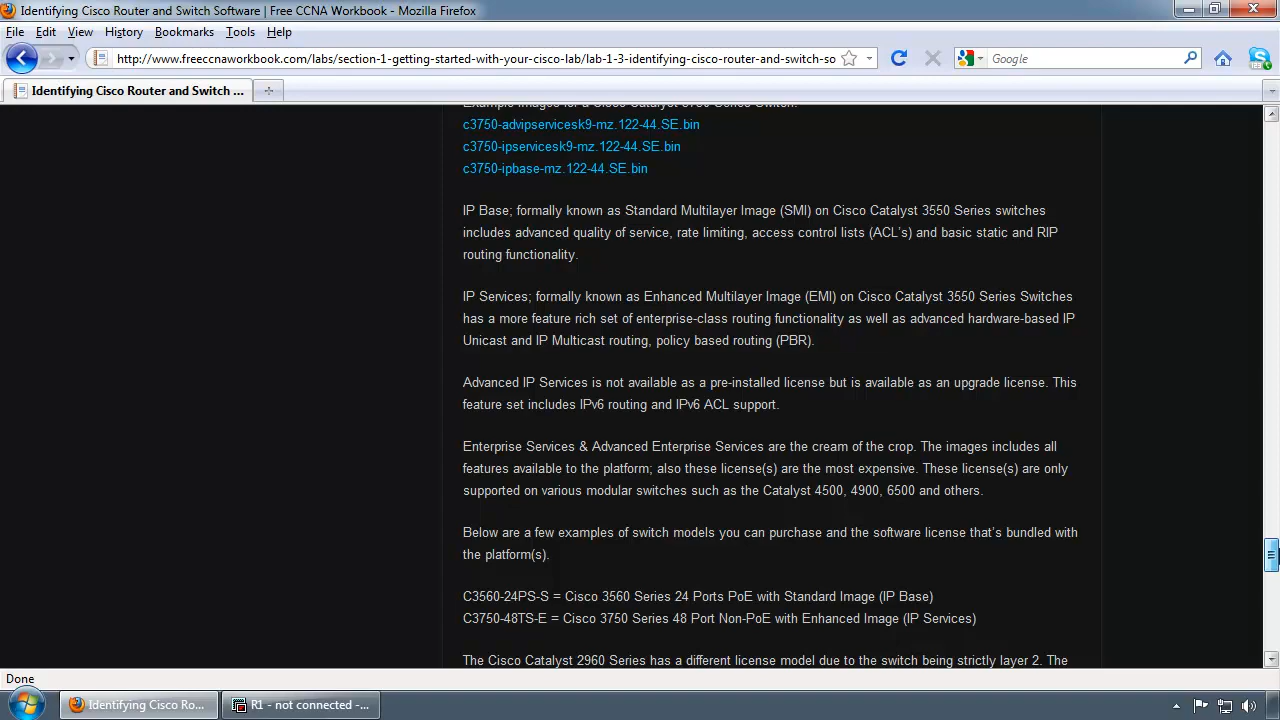 Identifying Cisco Router and Switch Software | Free CCNA Workbook - Mozilla Firefox
File Edit View History Bookmarks Tools Help
http://www.freeccnaworkbook.com/labs/section-1-getting-started-with-your-cisco-lab/lab-1-3-identifying-cisco-router-and-switch-so
Google
Identifying Cisco Router and Switch ...
Example Images for a Cisco Catalyst 3750 Series Switch:
c3750-advipservicesk9-mz.122-44.SE.bin
c3750-ipservicesk9-mz.122-44.SE.bin
c3750-ipbase-mz.122-44.SE.bin
IP Base; formally known as Standard Multilayer Image (SMI) on Cisco Catalyst 3550 Series switches
includes advanced quality of service, rate limiting, access control lists (ACL's) and basic static and RIP
routing functionality.
IP Services; formally known as Enhanced Multilayer Image (EMI) on Cisco Catalyst 3550 Series Switches
has a more feature rich set of enterprise-class routing functionality as well as advanced hardware-based IP
Unicast and IP Multicast routing, policy based routing (PBR).
Advanced IP Services is not available as a pre-installed license but is available as an upgrade license. This
feature set includes IPv6 routing and IPv6 ACL support.
Enterprise Services & Advanced Enterprise Services are the cream of the crop. The images includes all
features available to the platform; also these license(s) are the most expensive. These license(s) are only
supported on various modular switches such as the Catalyst 4500, 4900, 6500 and others.
Below are a few examples of switch models you can purchase and the software license that's bundled with
the platform(s).
C3560-24PS-S = Cisco 3560 Series 24 Ports PoE with Standard Image (IP Base)
C3750-48TS-E = Cisco 3750 Series 48 Port Non-PoE with Enhanced Image (IP Services)
The Cisco Catalyst 2960 Series has a different license model due to the switch being strictly layer 2. The
Done
Identifying Cisco Ro...
R1 - not connected -...